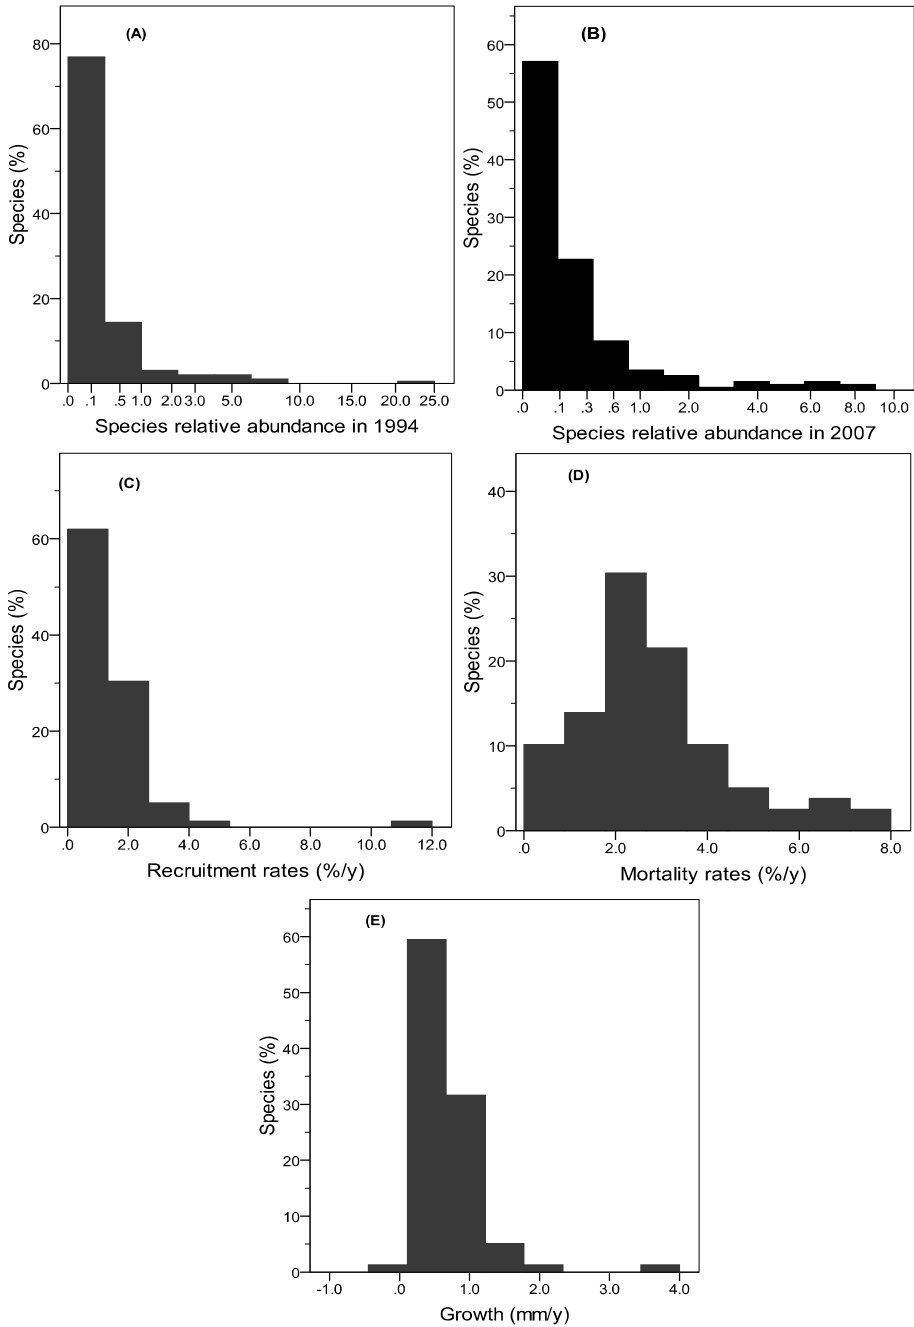 (A)
Species (%)
80
60
40
20
0
.0 .1 .5 1.0 2.0 3.0 5.0 10.0 15.0 20.0 25.0
Species relative abundance in 1994
(B)
Species (%)
60
50
40
30
20
10
0
.0 .1 .3 .6 1.0 2.0 4.0 6.0 8.0 10.0
Species relative abundance in 2007
(C)
Species (%)
60
40
20
0
.0 2.0 4.0 6.0 8.0 10.0 12.0
Recruitment rates (%/y)
(D)
Species (%)
40
30
20
10
0
.0 2.0 4.0 6.0 8.0
Mortality rates (%/y)
(E)
Species (%)
60
50
40
30
20
10
0
-1.0 .0 1.0 2.0 3.0 4.0
Growth (mm/y)